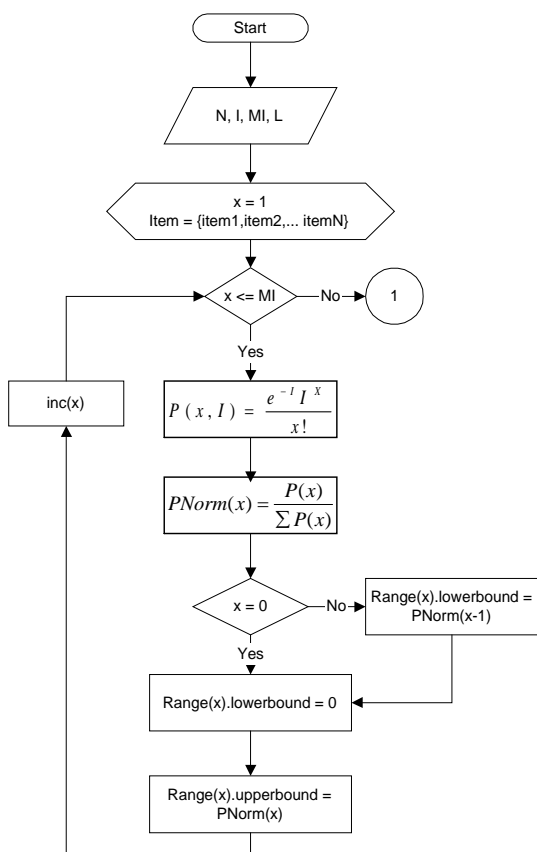 Start
N, I, MI, L
x = 1
Item = {item1,item2,... itemN}
x <= MI
No
1
Yes
inc(x)
P ( x , I ) = e^{- I} I^{X} / x !
PNorm(x) = P(x) / ∑ P(x)
x = 0
No
Range(x).lowerbound =
PNorm(x-1)
Yes
Range(x).lowerbound = 0
Range(x).upperbound =
PNorm(x)